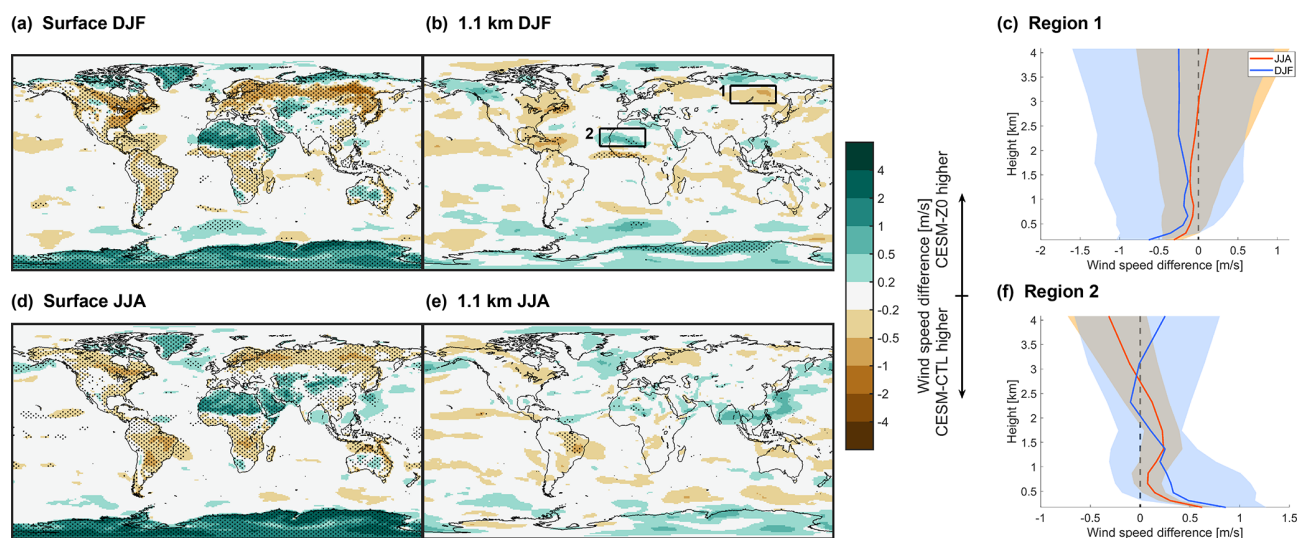 (a) Surface DJF
(b) 1.1 km DJF
(c) Region 1
1
2
4
2
1
0.5
0.2
-0.2
-0.5
-1
-2
-4
Wind speed difference [m/s]
CESM-CTL higher CESM-Z0 higher
JJA
DJF
Height [km]
4
3.5
3
2.5
2
1.5
1
0.5
-2 -1.5 -1 -0.5 0 0.5 1
Wind speed difference [m/s]
(d) Surface JJA
(e) 1.1 km JJA
(f) Region 2
Height [km]
4
3.5
3
2.5
2
1.5
1
0.5
-1 -0.5 0 0.5 1 1.5
Wind speed difference [m/s]